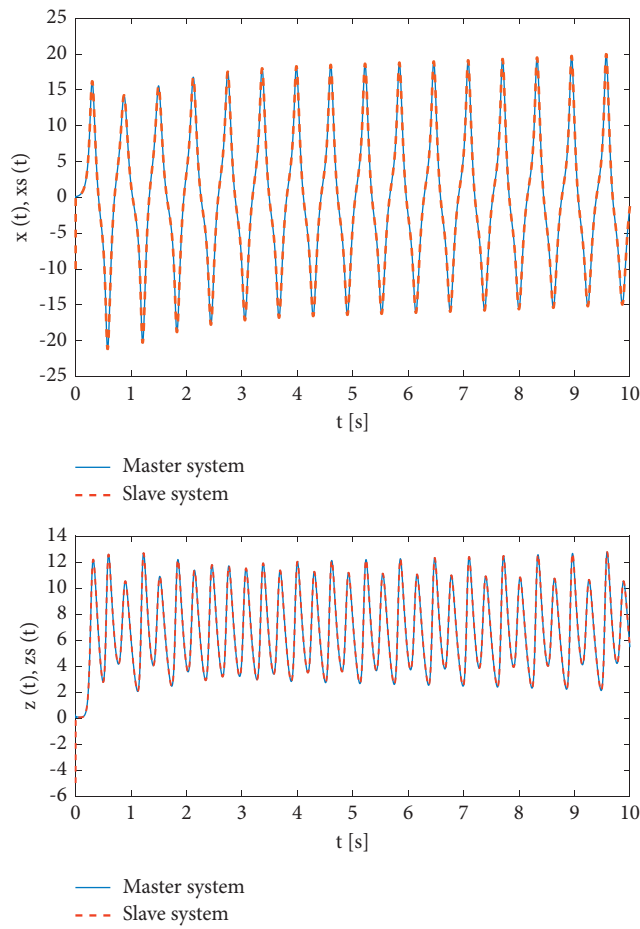 25
20
15
10
5
0
-5
-10
-15
-20
-25
x (t), xs (t)
0 1 2 3 4 5 6 7 8 9 10
t [s]
Master system
Slave system
14
12
10
8
6
4
2
0
-2
-4
-6
z (t), zs (t)
0 1 2 3 4 5 6 7 8 9 10
t [s]
Master system
Slave system